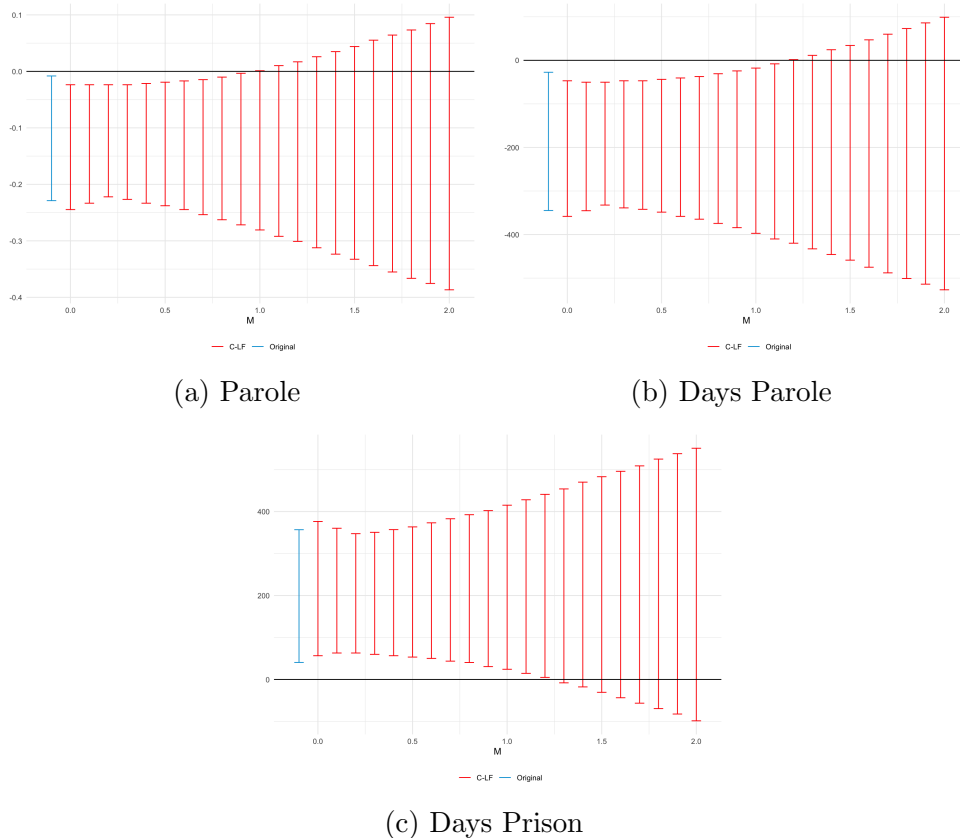 0.1
0.0
-0.1
-0.2
-0.3
-0.4
0.0 0.5 1.0 1.5 2.0
M
C-LF Original
(a) Parole
0
-200
-400
0.0 0.5 1.0 1.5 2.0
M
C-LF Original
(b) Days Parole
400
200
0
0.0 0.5 1.0 1.5 2.0
M
C-LF Original
(c) Days Prison